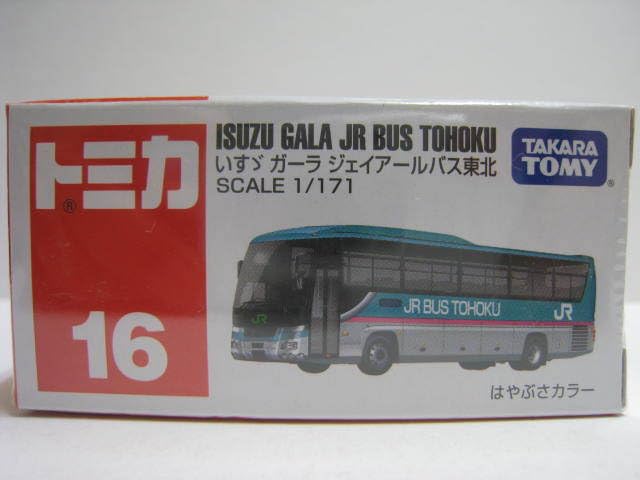 トミカ
®
16
ISUZU GALA JR BUS TOHOKU
いすゞ ガーラ ジェイアールバス東北
SCALE 1/171
TAKARA
TOMY
®
JR
JR BUS TOHOKU
JR
はやぶさカラー